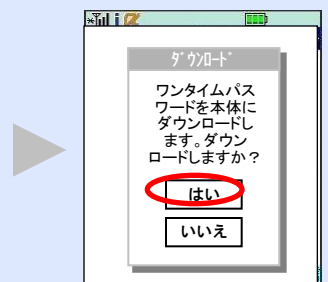 ﾀﾞｳﾝﾛｰﾄﾞ
ワンタイムパス
ワードを本体に
ダウンロードし
ます。ダウン
ロードしますか？
はい
いいえ